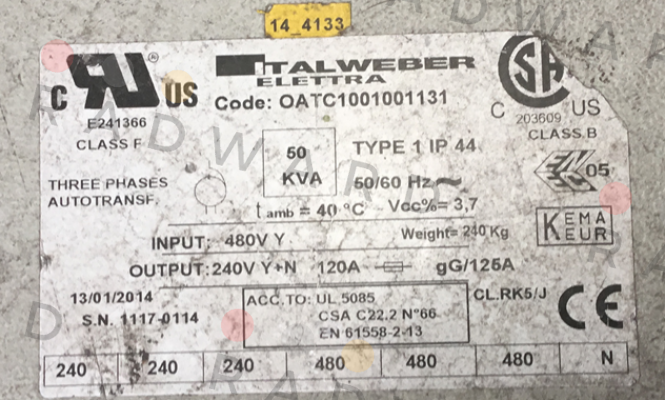 14_4133
c RU ® US
E241366
CLASS F
ITALWEBER
ELETTRA
Code: OATC1001001131
SA
C US
203609
CLASS.B
50
KVA
TYPE 1 IP 44
50/60 Hz ~
05
THREE PHASES
AUTOTRANSF.
t amb = 40 °C Vcc%= 3,7
Weight= 240 Kg
KEMA
KEUR
INPUT: 480V Y
OUTPUT:240V Y+N 120A gG/125A
13/01/2014
S.N. 1117-0114
ACC.TO: UL 5085
CSA C22.2 N°66
EN 61558-2-13
CL.RK5/J
CE
240 240 240 480 480 480 N